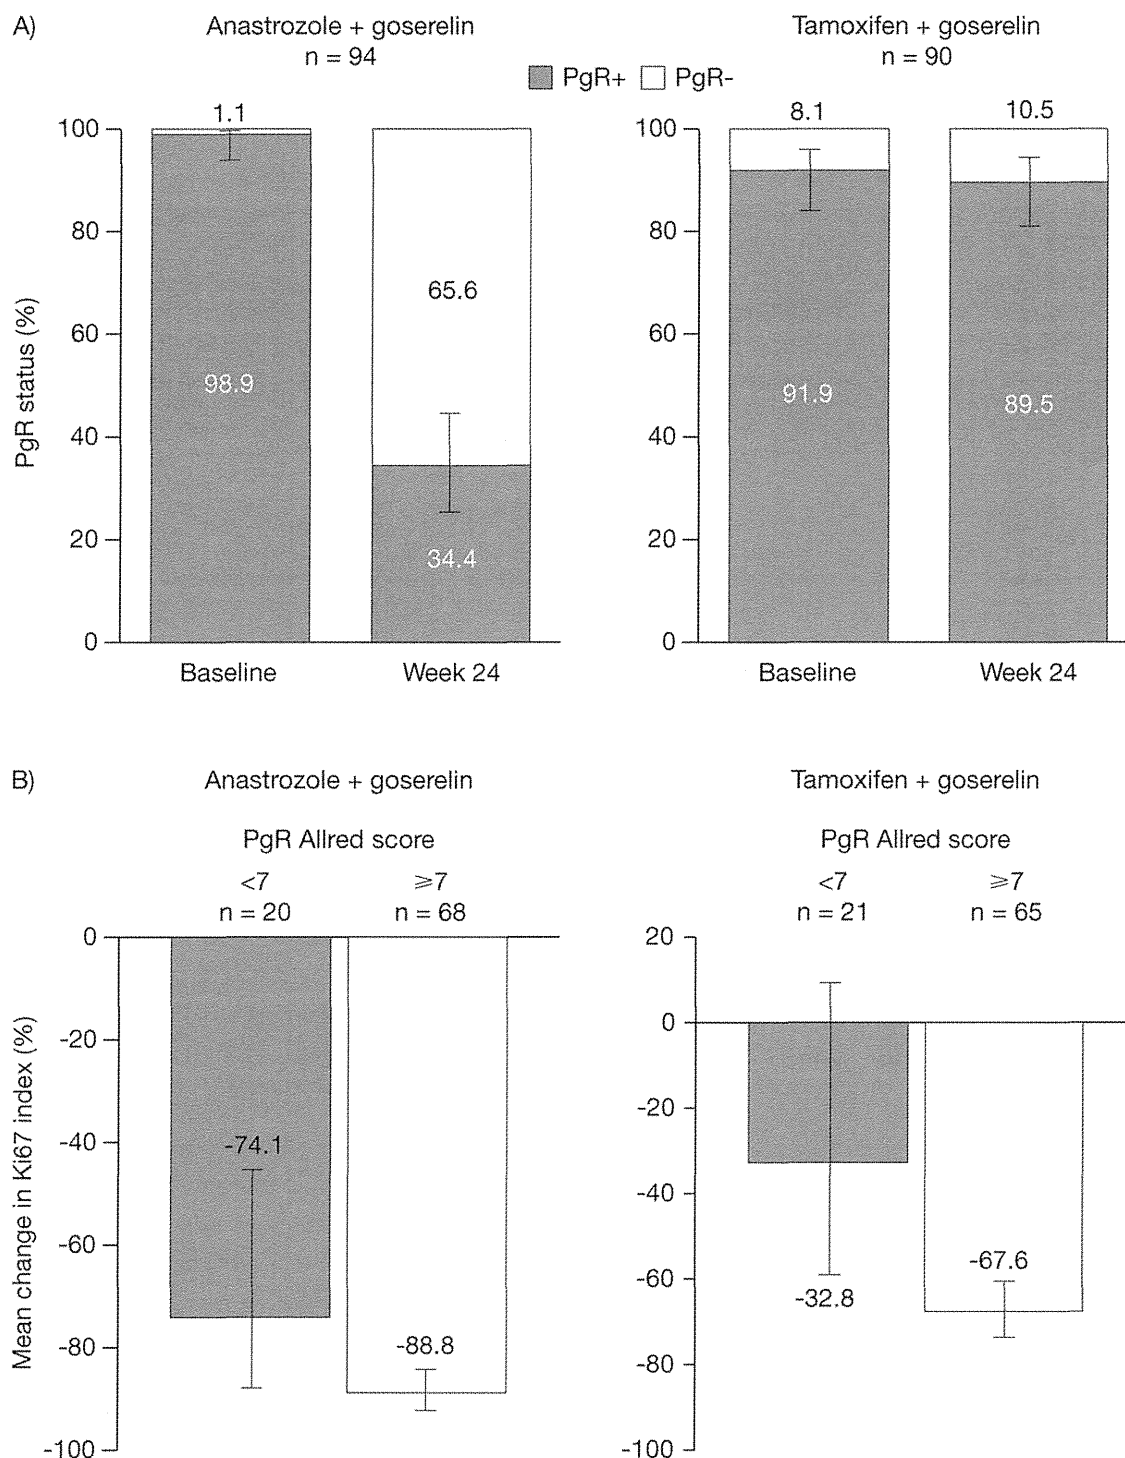 A)
Anastrozole + goserelin
n = 94
Tamoxifen + goserelin
n = 90
PgR+ PgR-
PgR status (%)
100
80
60
40
20
0
1.1
98.9
65.6
34.4
Baseline Week 24
100
80
60
40
20
0
8.1
91.9
10.5
89.5
Baseline Week 24
B)
Anastrozole + goserelin
PgR Allred score
<7 ⩾7
n = 20 n = 68
Mean change in Ki67 index (%)
0
-20
-40
-60
-80
-100
-74.1
-88.8
Tamoxifen + goserelin
PgR Allred score
<7 ⩾7
n = 21 n = 65
20
0
-20
-40
-60
-80
-100
-32.8
-67.6